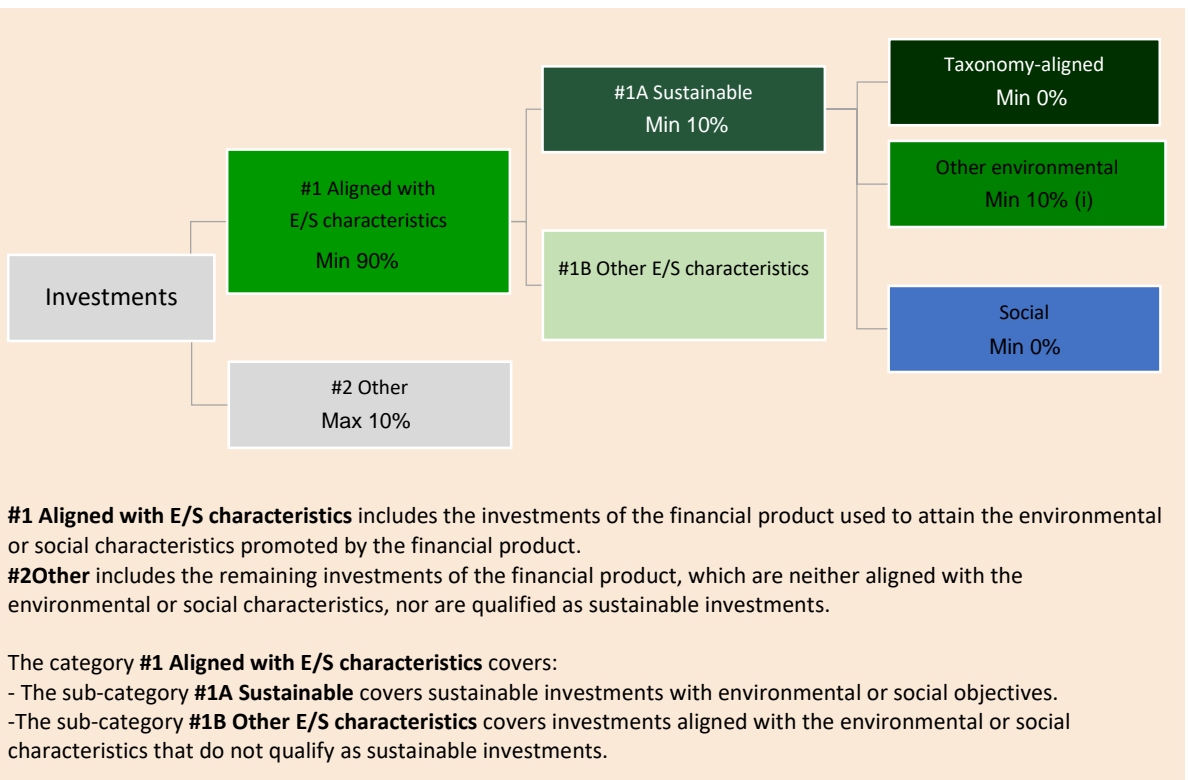 Investments
#1 Aligned with
E/S characteristics
Min 90%
#2 Other
Max 10%
#1A Sustainable
Min 10%
#1B Other E/S characteristics
Taxonomy-aligned
Min 0%
Other environmental
Min 10% (i)
Social
Min 0%
#1 Aligned with E/S characteristics includes the investments of the financial product used to attain the environmental
or social characteristics promoted by the financial product.
#2Other includes the remaining investments of the financial product, which are neither aligned with the
environmental or social characteristics, nor are qualified as sustainable investments.
The category #1 Aligned with E/S characteristics covers:
- The sub-category #1A Sustainable covers sustainable investments with environmental or social objectives.
-The sub-category #1B Other E/S characteristics covers investments aligned with the environmental or social
characteristics that do not qualify as sustainable investments.